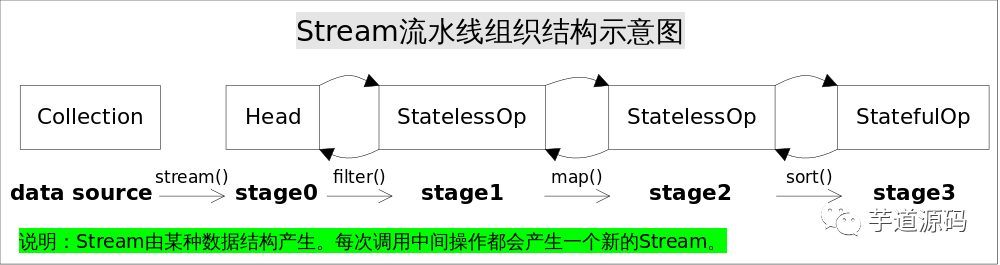 Stream流水线组织结构示意图
Collection Head StatelessOp StatelessOp StatefulOp
stream() filter() map() sort()
data source stage0 stage1 stage2 stage3
芋道源码
说明：Stream由某种数据结构产生。每次调用中间操作都会产生一个新的Stream。